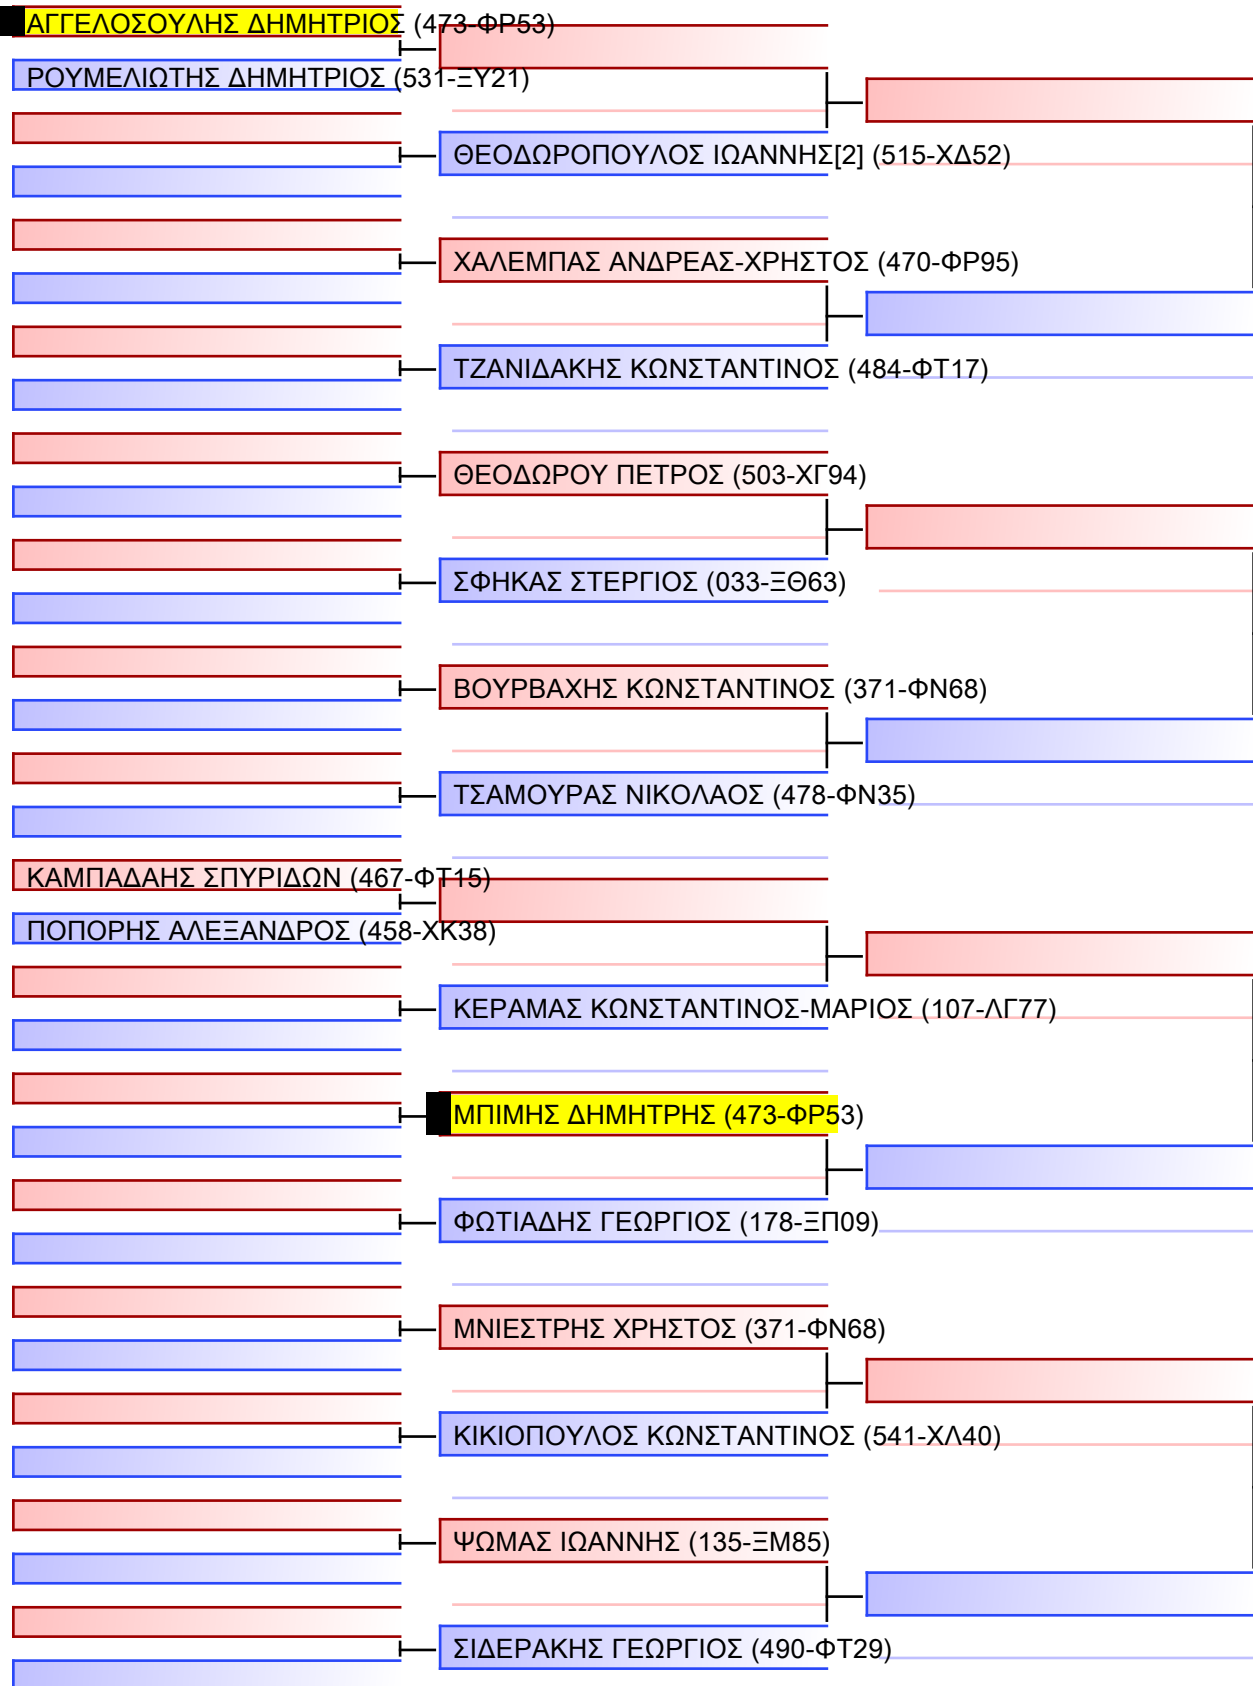 ΑΓΓΕΛΟΣΟΥΛΗΣ ΔΗΜΗΤΡΙΟΣ (473-ΦΡ53)
ΡΟΥΜΕΛΙΩΤΗΣ ΔΗΜΗΤΡΙΟΣ (531-ΞΥ21)
ΘΕΟΔΩΡΟΠΟΥΛΟΣ ΙΩΑΝΝΗΣ[2] (515-ΧΔ52)
ΧΑΛΕΜΠΑΣ ΑΝΔΡΕΑΣ-ΧΡΗΣΤΟΣ (470-ΦΡ95)
ΤΖΑΝΙΔΑΚΗΣ ΚΩΝΣΤΑΝΤΙΝΟΣ (484-ΦΤ17)
ΘΕΟΔΩΡΟΥ ΠΕΤΡΟΣ (503-ΧΓ94)
ΣΦΗΚΑΣ ΣΤΕΡΓΙΟΣ (033-ΞΘ63)
ΒΟΥΡΒΑΧΗΣ ΚΩΝΣΤΑΝΤΙΝΟΣ (371-ΦΝ68)
ΤΣΑΜΟΥΡΑΣ ΝΙΚΟΛΑΟΣ (478-ΦΝ35)
ΚΑΜΠΑΔΑΗΣ ΣΠΥΡΙΔΩΝ (467-ΦΤ15)
ΠΟΠΟΡΗΣ ΑΛΕΞΑΝΔΡΟΣ (458-ΧΚ38)
ΚΕΡΑΜΑΣ ΚΩΝΣΤΑΝΤΙΝΟΣ-ΜΑΡΙΟΣ (107-ΛΓ77)
ΜΠΙΜΗΣ ΔΗΜΗΤΡΗΣ (473-ΦΡ53)
ΦΩΤΙΑΔΗΣ ΓΕΩΡΓΙΟΣ (178-ΞΠ09)
ΜΝΙΕΣΤΡΗΣ ΧΡΗΣΤΟΣ (371-ΦΝ68)
ΚΙΚΙΟΠΟΥΛΟΣ ΚΩΝΣΤΑΝΤΙΝΟΣ (541-ΧΛ40)
ΨΩΜΑΣ ΙΩΑΝΝΗΣ (135-ΞΜ85)
ΣΙΔΕΡΑΚΗΣ ΓΕΩΡΓΙΟΣ (490-ΦΤ29)